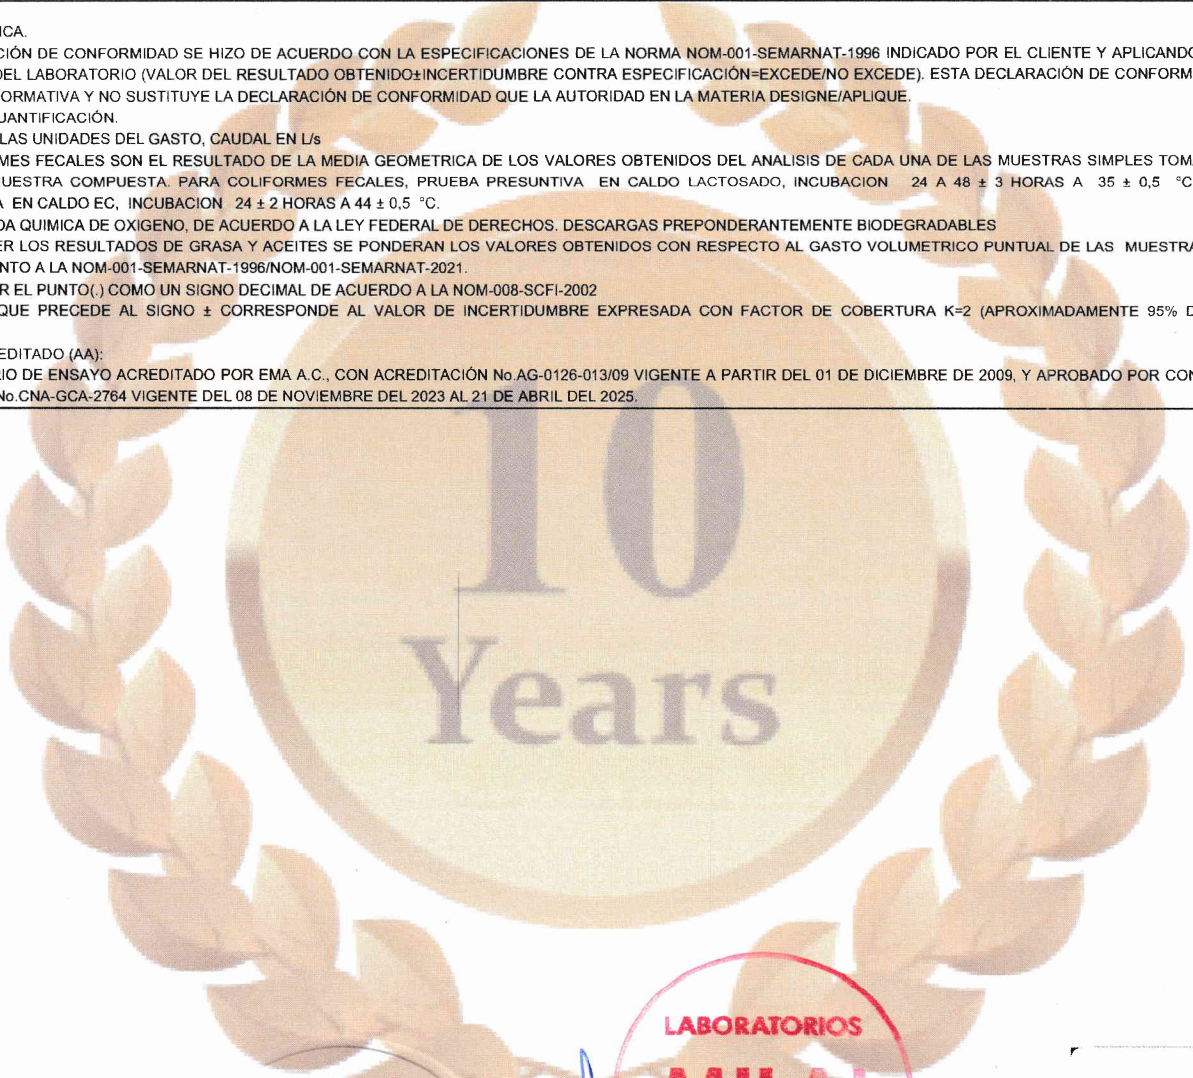 ICA.
CIÓN DE CONFORMIDAD SE HIZO DE ACUERDO CON LA ESPECIFICACIONES DE LA NORMA NOM-001-SEMARNAT-1996 INDICADO POR EL CLIENTE Y APLICANDO
DEL LABORATORIO (VALOR DEL RESULTADO OBTENIDO±INCERTIDUMBRE CONTRA ESPECIFICACIÓN=EXCEDE/NO EXCEDE). ESTA DECLARACIÓN DE CONFORM
ORMATIVA Y NO SUSTITUYE LA DECLARACIÓN DE CONFORMIDAD QUE LA AUTORIDAD EN LA MATERIA DESIGNE/APLIQUE.
UANTIFICACIÓN.
LAS UNIDADES DEL GASTO, CAUDAL EN L/s
MES FECALES SON EL RESULTADO DE LA MEDIA GEOMETRICA DE LOS VALORES OBTENIDOS DEL ANALISIS DE CADA UNA DE LAS MUESTRAS SIMPLES TOMA
UESTRA COMPUESTA. PARA COLIFORMES FECALES, PRUEBA PRESUNTIVA EN CALDO LACTOSADO, INCUBACION 24 A 48 ± 3 HORAS A 35 ± 0,5 °C
A EN CALDO EC, INCUBACION 24 ± 2 HORAS A 44 ± 0,5 °C.
DA QUIMICA DE OXIGENO, DE ACUERDO A LA LEY FEDERAL DE DERECHOS. DESCARGAS PREPONDERANTEMENTE BIODEGRADABLES
ER LOS RESULTADOS DE GRASA Y ACEITES SE PONDERAN LOS VALORES OBTENIDOS CON RESPECTO AL GASTO VOLUMETRICO PUNTUAL DE LAS MUESTRA
NTO A LA NOM-001-SEMARNAT-1996/NOM-001-SEMARNAT-2021.
R EL PUNTO(.) COMO UN SIGNO DECIMAL DE ACUERDO A LA NOM-008-SCFI-2002
QUE PRECEDE AL SIGNO ± CORRESPONDE AL VALOR DE INCERTIDUMBRE EXPRESADA CON FACTOR DE COBERTURA K=2 (APROXIMADAMENTE 95% D
EDITADO (AA):
RIO DE ENSAYO ACREDITADO POR EMA A.C., CON ACREDITACIÓN No.AG-0126-013/09 VIGENTE A PARTIR DEL 01 DE DICIEMBRE DE 2009, Y APROBADO POR CON
No.CNA-GCA-2764 VIGENTE DEL 08 DE NOVIEMBRE DEL 2023 AL 21 DE ABRIL DEL 2025.
10
Years
LABORATORIOS